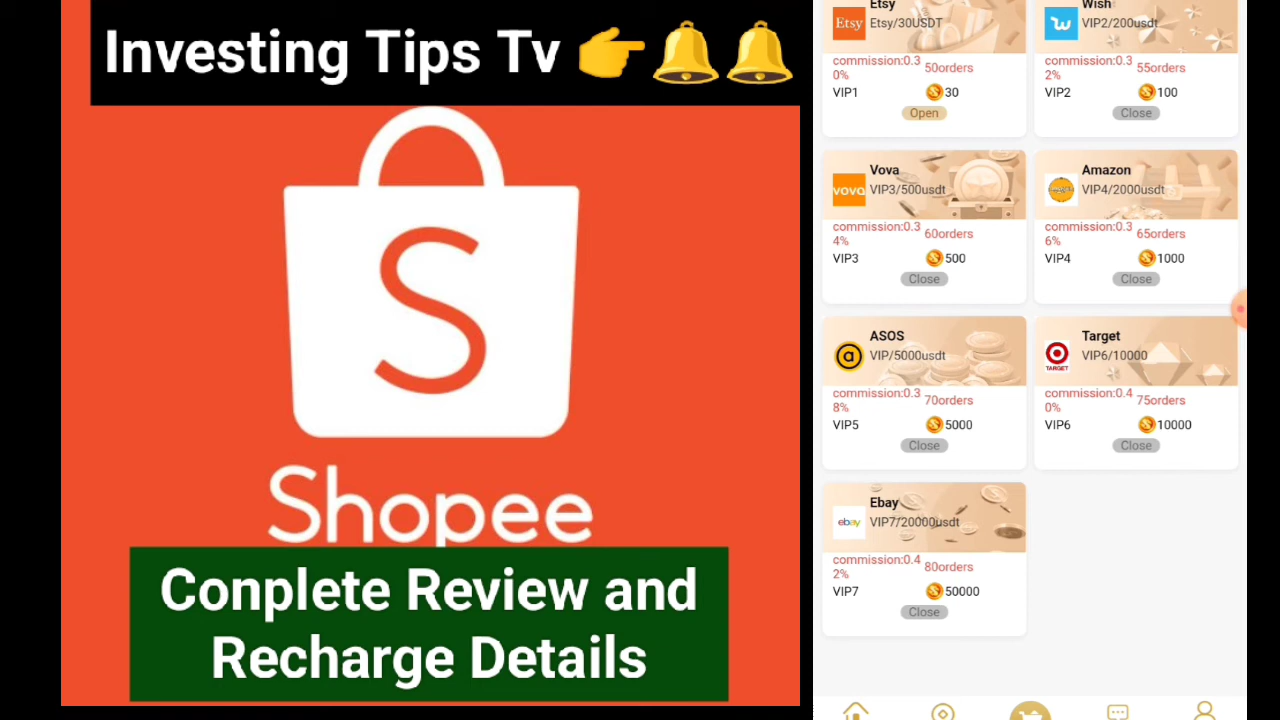 Investing Tips Tv 👉🔔🔔
S
Shopee
Conplete Review and
Recharge Details
Etsy
Etsy
Etsy/30USDT
commission:0.3
0%
50orders
VIP1
30
Open
Wish
VIP2/200usdt
commission:0.3
2%
55orders
VIP2
100
Close
Vova
vova
VIP3/500usdt
commission:0.3
4%
60orders
VIP3
500
Close
Amazon
VIP4/2000usdt
commission:0.3
6%
65orders
VIP4
1000
Close
ASOS
a
VIP/5000usdt
commission:0.3
8%
70orders
VIP5
5000
Close
Target
TARGET
VIP6/10000
commission:0.4
0%
75orders
VIP6
10000
Close
Ebay
ebay
VIP7/20000usdt
commission:0.4
2%
80orders
VIP7
50000
Close